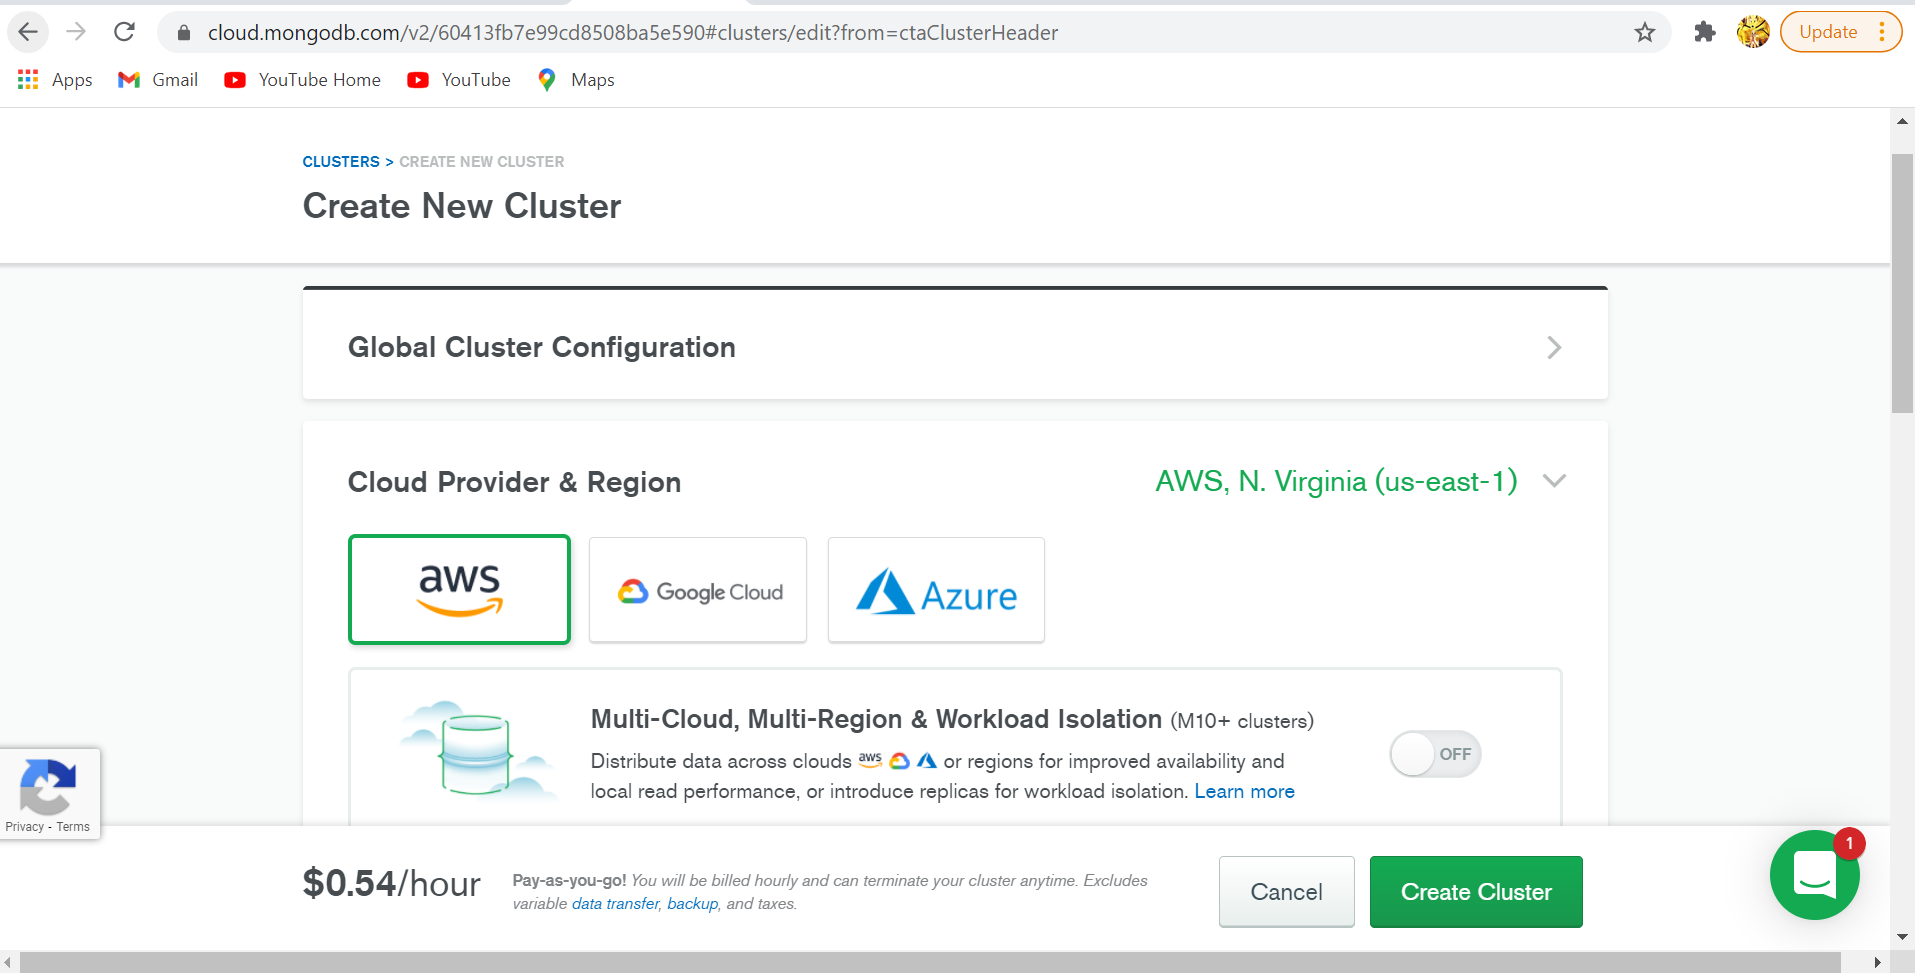 cloud.mongodb.com/v2/60413fb7e99cd8508ba5e590#clusters/edit?from=ctaClusterHeader
Update
Apps
Gmail
YouTube Home
YouTube
Maps
CLUSTERS > CREATE NEW CLUSTER
Create New Cluster
Global Cluster Configuration
Cloud Provider & Region
AWS, N. Virginia (us-east-1)
aws
Google Cloud
Azure
Multi-Cloud, Multi-Region & Workload Isolation (M10+ clusters)
Distribute data across clouds aws or regions for improved availability and
local read performance, or introduce replicas for workload isolation. Learn more
OFF
Privacy - Terms
$0.54/hour
Pay-as-you-go! You will be billed hourly and can terminate your cluster anytime. Excludes
variable data transfer, backup, and taxes.
Cancel
Create Cluster
1